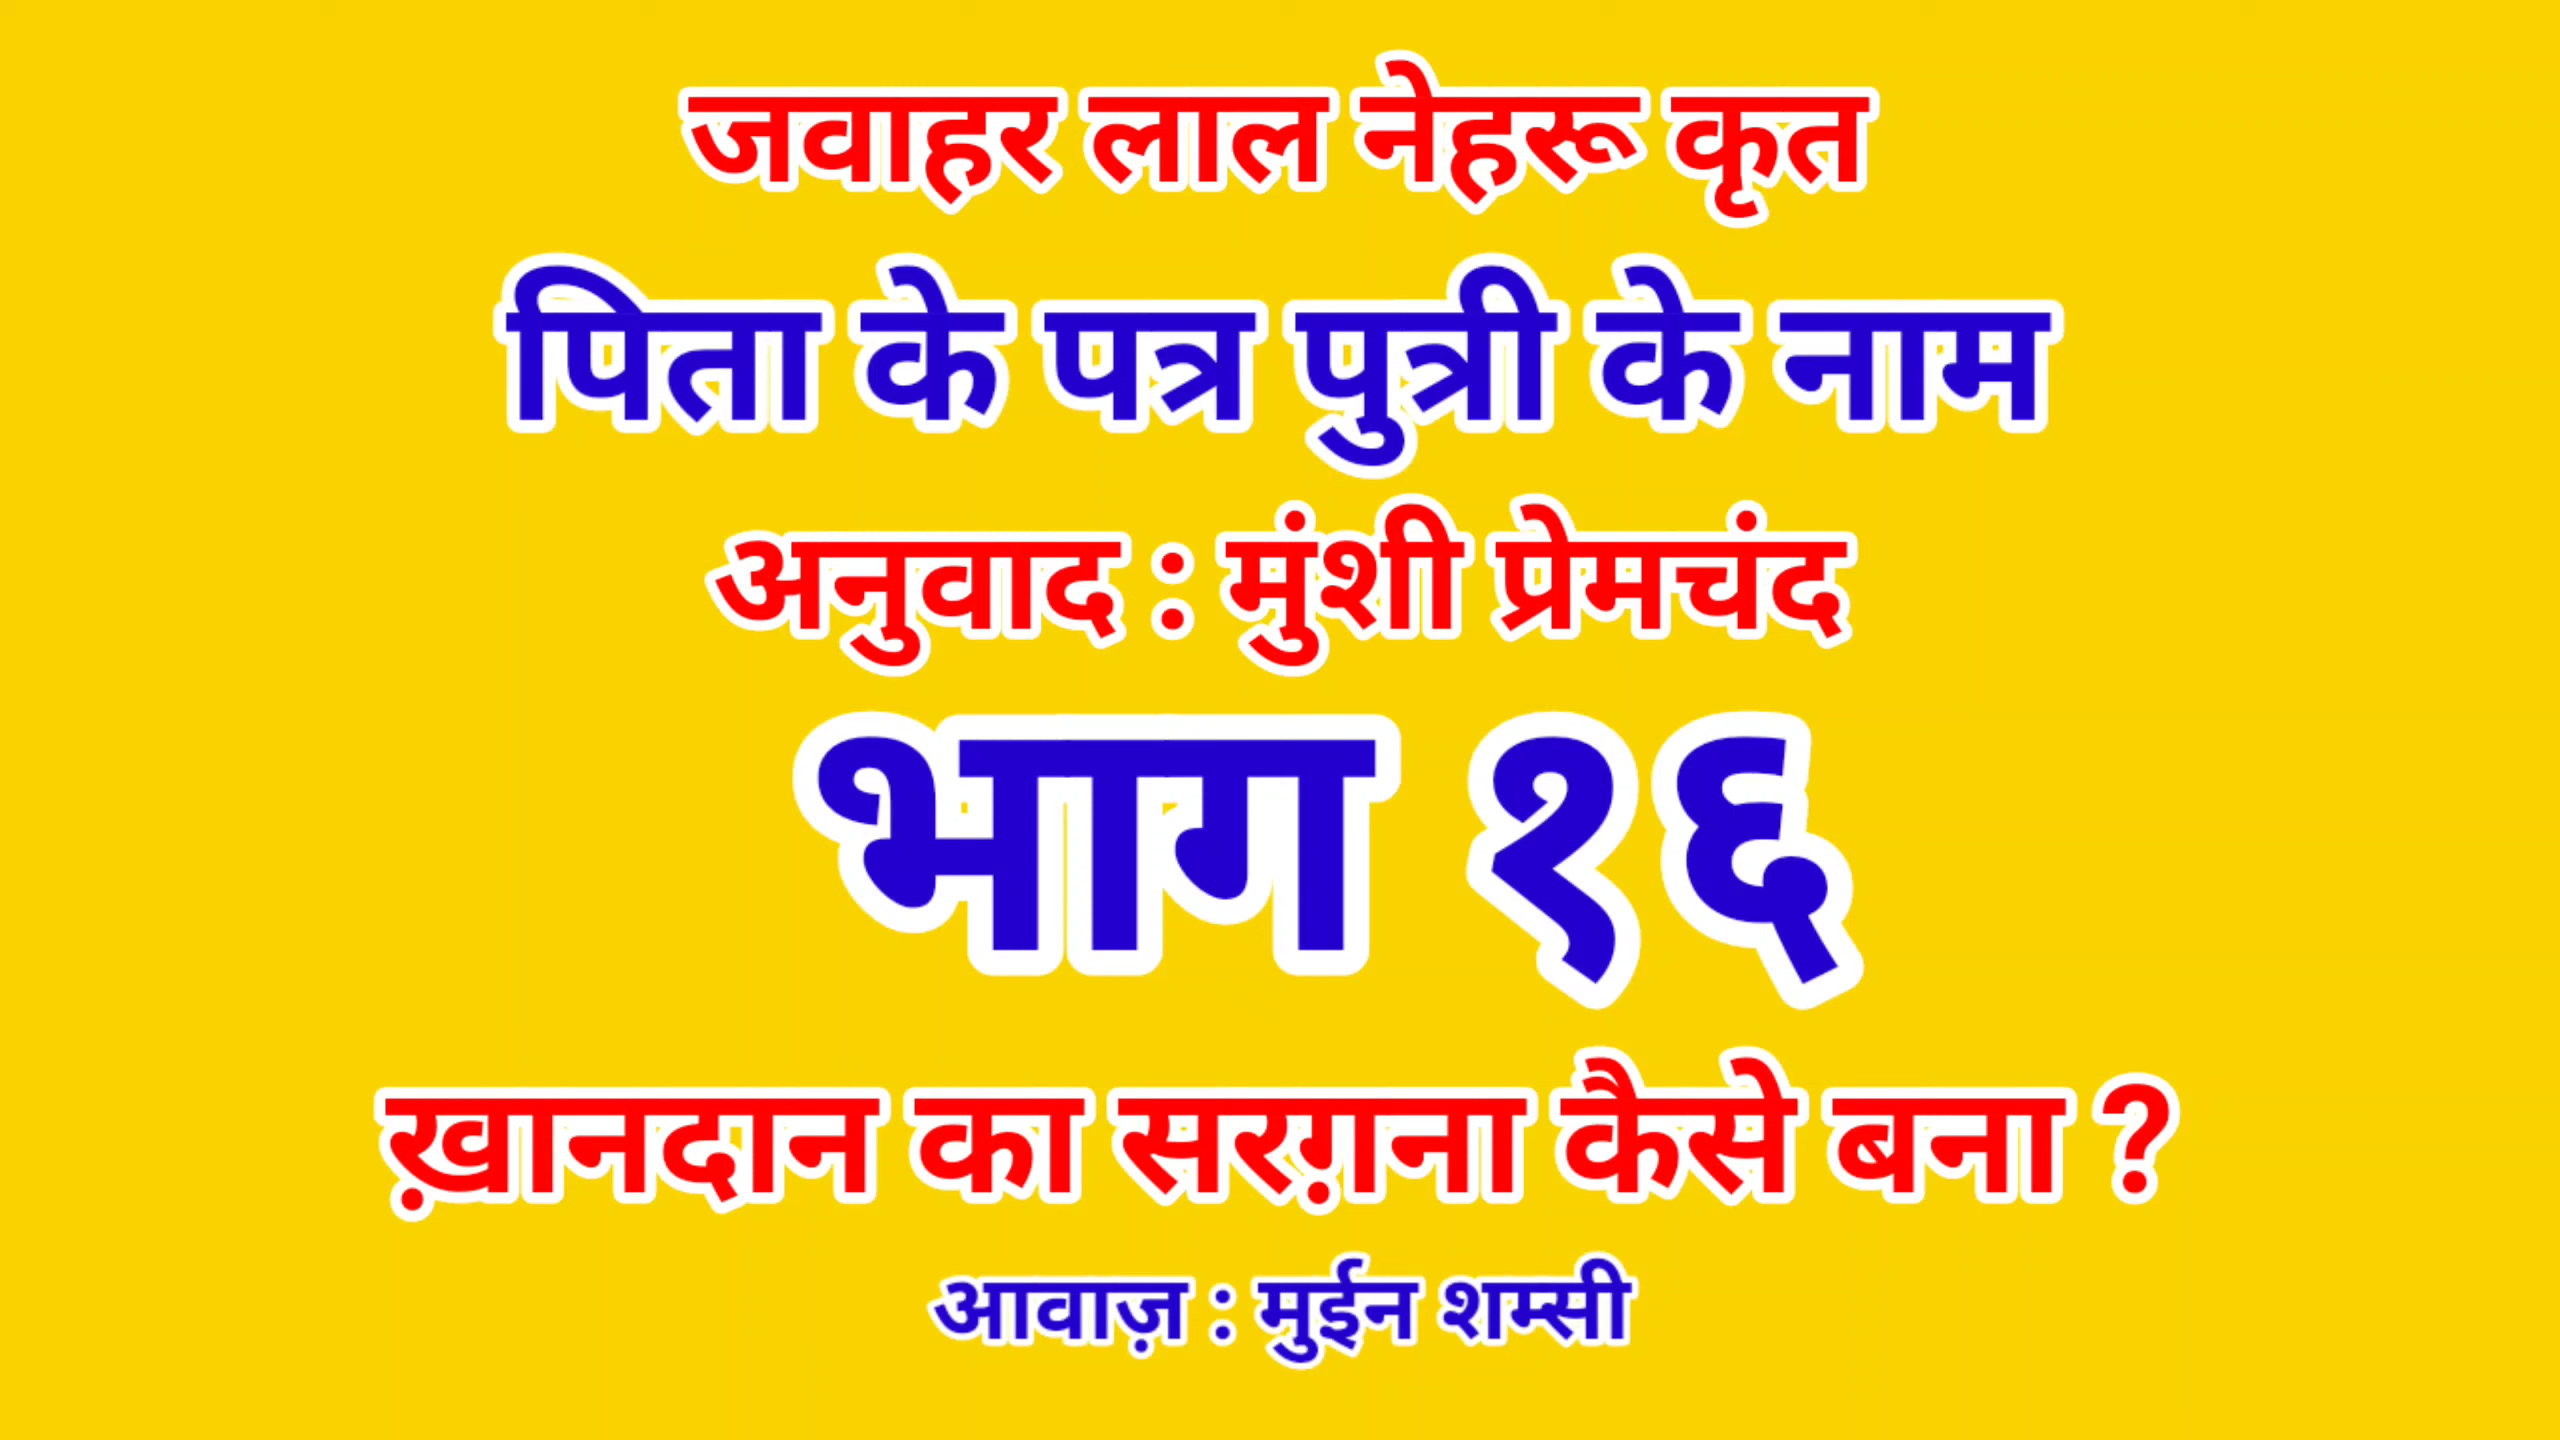 जवाहर लाल नेहरू कृत
पिता के पत्र पुत्री के नाम
अनुवाद : मुंशी प्रेमचंद
भाग १६
ख़ानदान का सरग़ना कैसे बना ?
आवाज़ : मुईन शम्सी